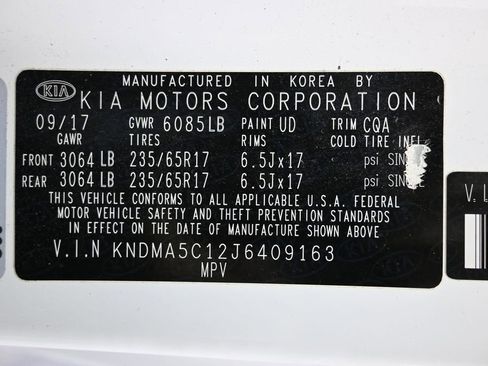 MANUFACTURED IN KOREA BY
KIA KIA MOTORS CORPORATION
09/17 GVWR 6085LB PAINT UD TRIM CQA
GAWR TIRES RIMS COLD TIRE INFL
FRONT 3064 LB 235/65R17 6.5Jx17 psi SINGLE
REAR 3064 LB 235/65R17 6.5Jx17 psi SINGLE
THIS VEHICLE CONFORMS TO ALL APPLICABLE U.S.A. FEDERAL
MOTOR VEHICLE SAFETY AND THEFT PREVENTION STANDARDS
IN EFFECT ON THE DATE OF MANUFACTURE SHOWN ABOVE
V.I.N KNDMA5C12J6409163
MPV
V.I.